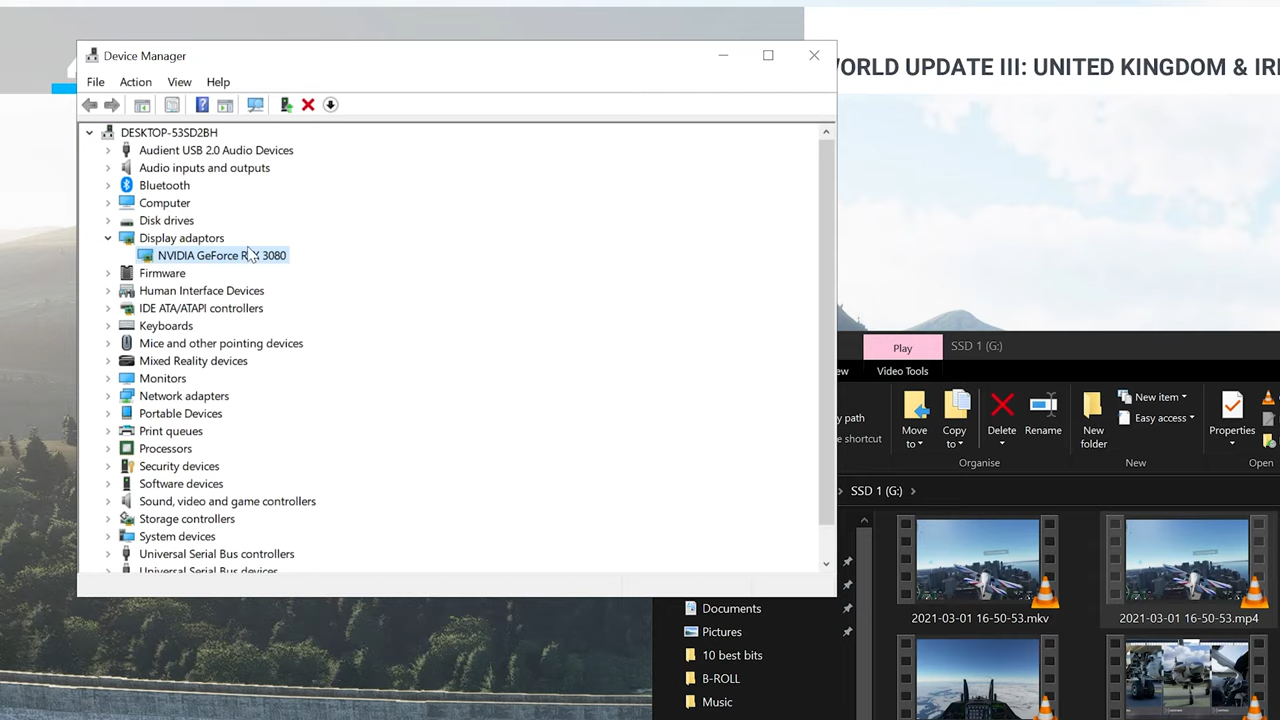 Device Manager
ORLD UPDATE III: UNITED KINGDOM & IRE
File Action View Help
DESKTOP-53SD2BH
Audient USB 2.0 Audio Devices
Audio inputs and outputs
Bluetooth
Computer
Disk drives
Display adaptors
NVIDIA GeForce RTX 3080
Firmware
Human Interface Devices
IDE ATA/ATAPI controllers
Keyboards
Mice and other pointing devices
Mixed Reality devices
Monitors
Network adapters
Portable Devices
Print queues
Processors
Security devices
Software devices
Sound, video and game controllers
Storage controllers
System devices
Universal Serial Bus controllers
Universal Serial Bus devices
Play
SSD 1 (G:)
ew
Video Tools
y path
e shortcut
Move to
Copy to
Delete
Rename
New folder
New item
Easy access
Properties
Organise
New
Open
SSD 1 (G:)
2021-03-01 16-50-53.mkv
2021-03-01 16-50-53.mp4
Documents
Pictures
10 best bits
B-ROLL
Music